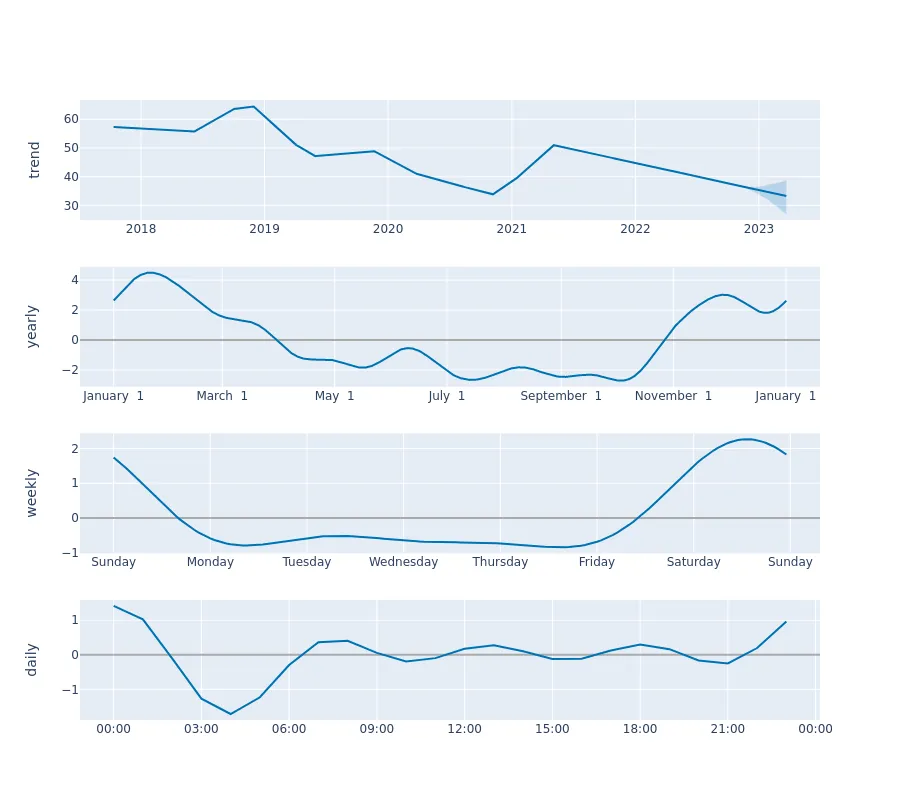 trend
60
50
40
30
2018 2019 2020 2021 2022 2023
yearly
4
2
0
−2
January 1 March 1 May 1 July 1 September 1 November 1 January 1
weekly
2
1
0
−1
Sunday Monday Tuesday Wednesday Thursday Friday Saturday Sunday
daily
1
0
−1
00:00 03:00 06:00 09:00 12:00 15:00 18:00 21:00 00:00